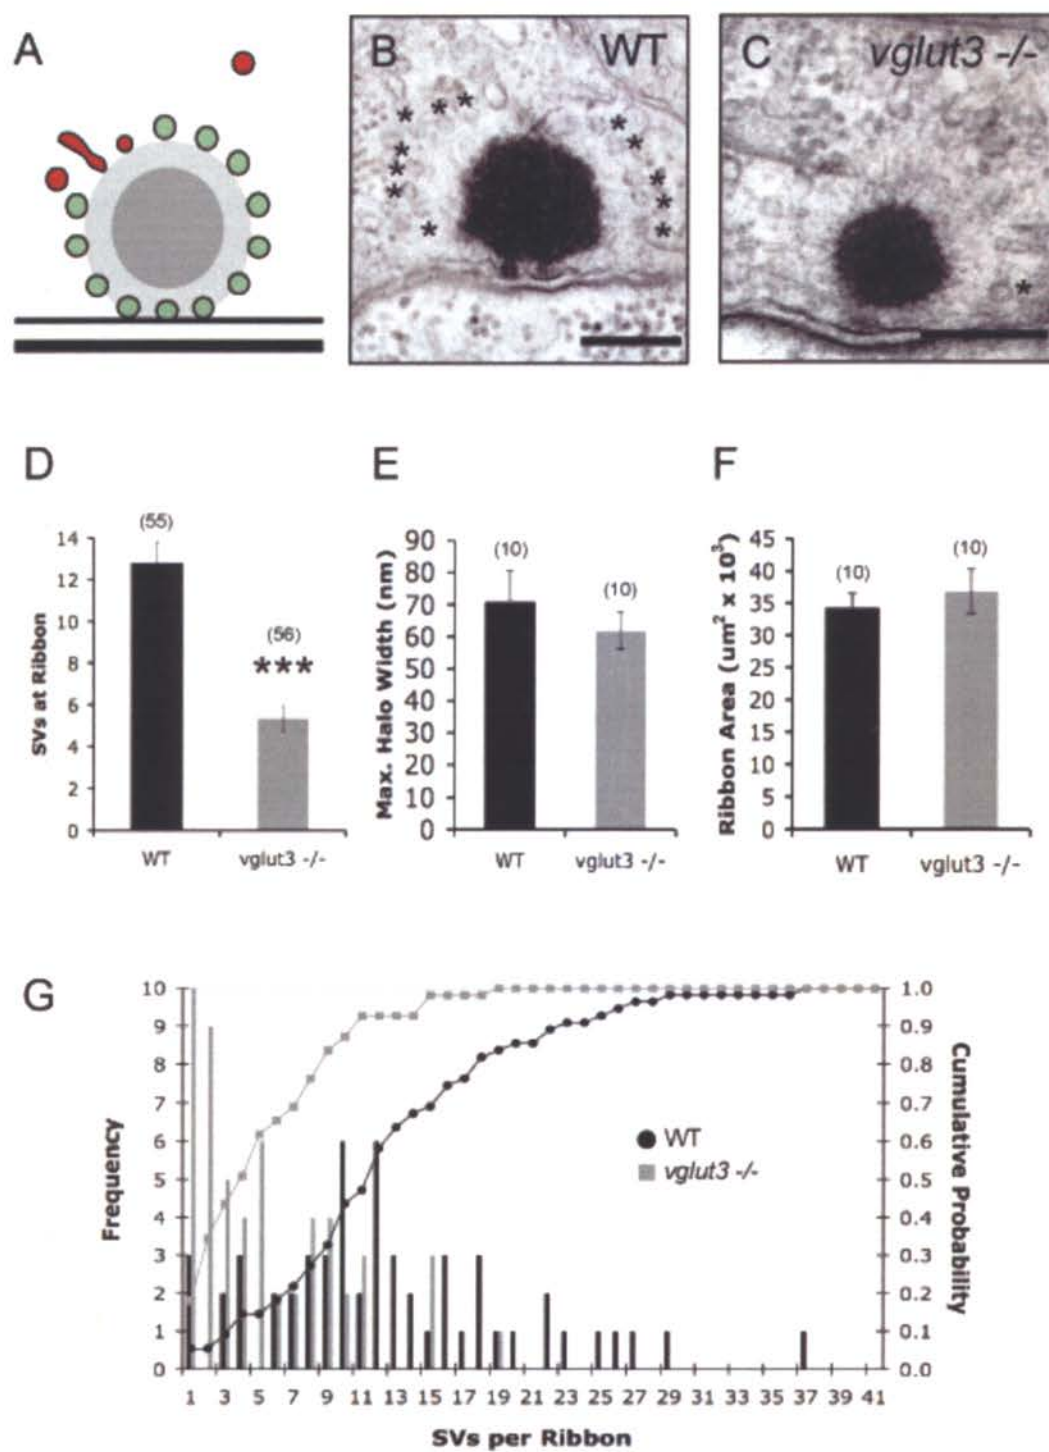 A
B
WT
C
vglut3 -/-
* * *
* *
* *
* *
* *
* *
*
D
E
F
(55)
14
12
10
8
6
4
2
0
SVs at Ribbon
(56)
***
WT
vglut3 -/-
90
80
70
60
50
40
30
20
10
0
Max. Halo Width (nm)
(10)
(10)
WT
vglut3 -/-
45
40
35
30
25
20
15
10
5
0
Ribbon Area (um² x 10³)
(10)
(10)
WT
vglut3 -/-
G
10
9
8
7
6
5
4
3
2
1
0
Frequency
WT
vglut3 -/-
1.0
0.9
0.8
0.7
0.6
0.5
0.4
0.3
0.2
0.1
0.0
Cumulative Probability
1 3 5 7 9 11 13 15 17 19 21 23 25 27 29 31 33 35 37 39 41
SVs per Ribbon